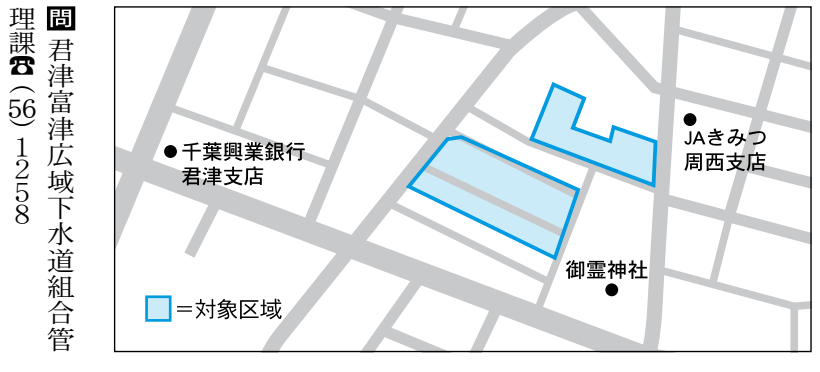 問 君津富津広域下水道組合管
理課☎(56)1258
千葉興業銀行
君津支店
JAきみつ
周西支店
御霊神社
=対象区域